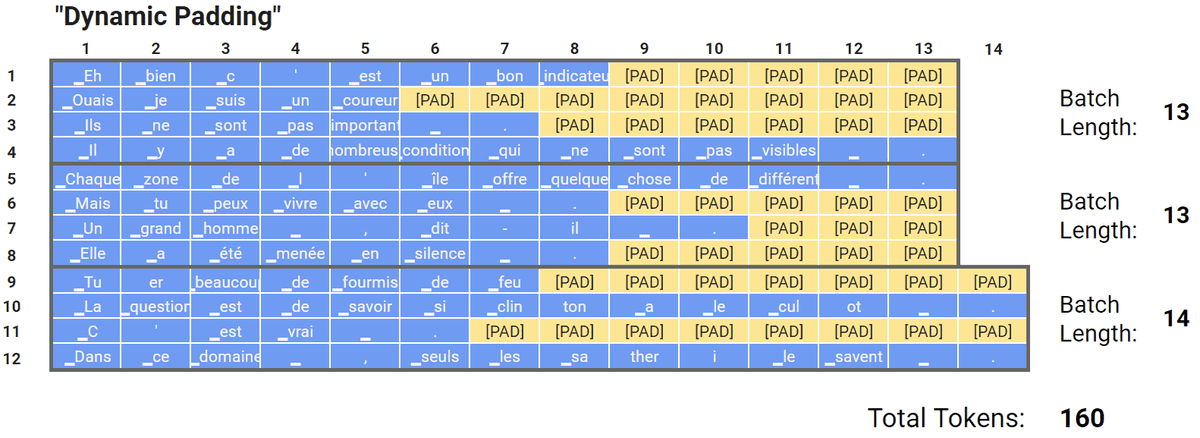 "Dynamic Padding"
1 2 3 4 5 6 7 8 9 10 11 12 13 14
1 _Eh _bien _c ' _est _un _bon _indicateu [PAD] [PAD] [PAD] [PAD] [PAD]
2 _Ouais _je _suis _un _coureur [PAD] [PAD] [PAD] [PAD] [PAD] [PAD] [PAD] [PAD]
3 _Ils _ne _sont _pas important _ . [PAD] [PAD] [PAD] [PAD] [PAD] [PAD]
4 _Il _y _a _de nombreus _condition _qui _ne _sont _pas _visibles _ .
Batch Length: 13
5 _Chaque _zone _de _l ' _île _offre _quelque _chose _de _différent _ .
6 _Mais _tu _peux _vivre _avec _eux _ . [PAD] [PAD] [PAD] [PAD] [PAD]
7 _Un _grand _homme _ , _dit - il _ . [PAD] [PAD] [PAD]
8 _Elle _a _été _menée _en _silence _ . [PAD] [PAD] [PAD] [PAD] [PAD]
Batch Length: 13
9 _Tu er _beaucou _de _fourmis _de _feu [PAD] [PAD] [PAD] [PAD] [PAD] [PAD] [PAD]
10 _La _question _est _de _savoir _si _clin ton _a _le _cul ot _ .
11 _C ' _est _vrai _ . [PAD] [PAD] [PAD] [PAD] [PAD] [PAD] [PAD] [PAD]
12 _Dans _ce _domaine _ , _seuls _les _sa ther i _le _savent _ .
Batch Length: 14
Total Tokens: 160